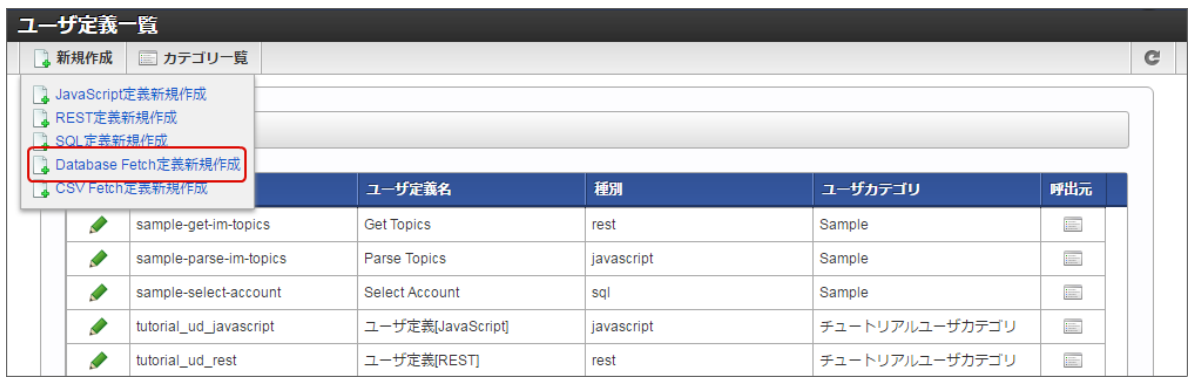 ユーザ定義一覧
新規作成 カテゴリ一覧
JavaScript定義新規作成
REST定義新規作成
SQL定義新規作成
Database Fetch定義新規作成
CSV Fetch定義新規作成
ユーザ定義名 種別 ユーザカテゴリ 呼出元
sample-get-im-topics Get Topics rest Sample
sample-parse-im-topics Parse Topics javascript Sample
sample-select-account Select Account sql Sample
tutorial_ud_javascript ユーザ定義[JavaScript] javascript チュートリアルユーザカテゴリ
tutorial_ud_rest ユーザ定義[REST] rest チュートリアルユーザカテゴリ